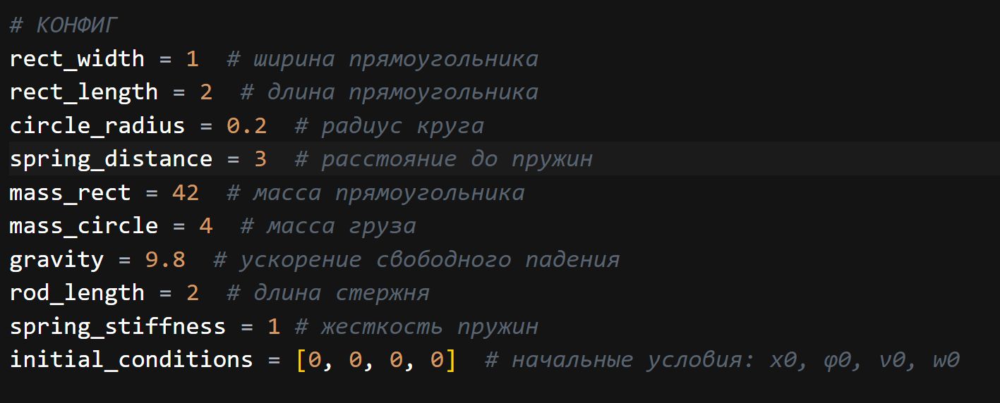 # КОНФИГ
rect_width = 1  # ширина прямоугольника
rect_length = 2  # длина прямоугольника
circle_radius = 0.2  # радиус круга
spring_distance = 3  # расстояние до пружин
mass_rect = 42  # масса прямоугольника
mass_circle = 4  # масса груза
gravity = 9.8  # ускорение свободного падения
rod_length = 2  # длина стержня
spring_stiffness = 1 # жесткость пружин
initial_conditions = [0, 0, 0, 0]  # начальные условия: x0, φ0, v0, w0